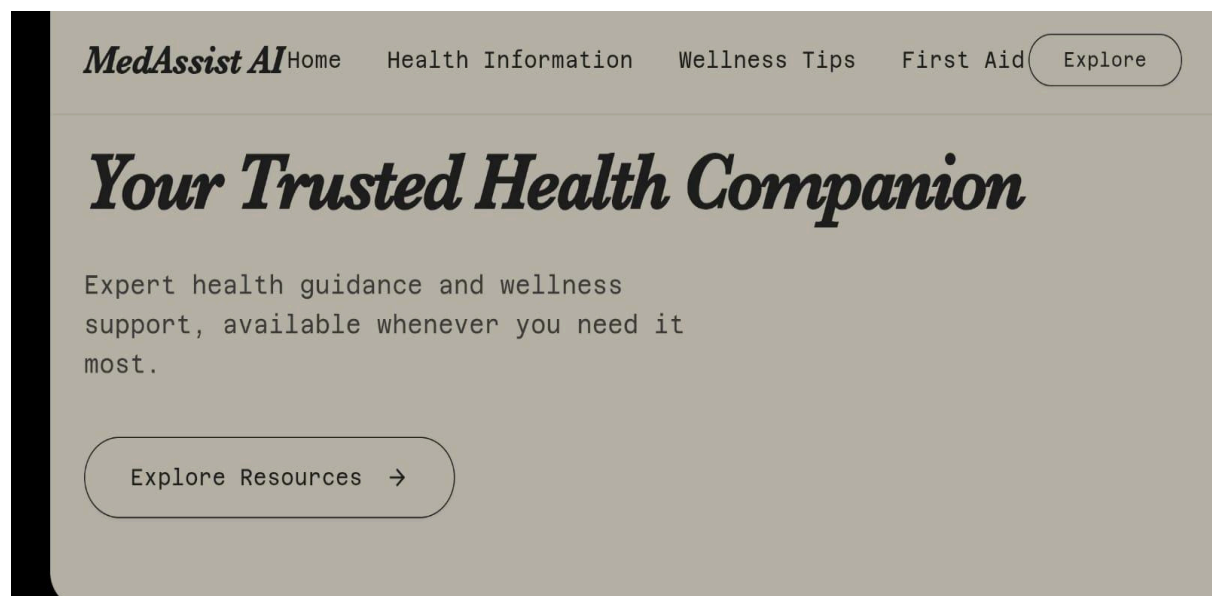 MedAssist AI Home Health Information Wellness Tips First Aid Explore
Your Trusted Health Companion
Expert health guidance and wellness
support, available whenever you need it
most.
Explore Resources →